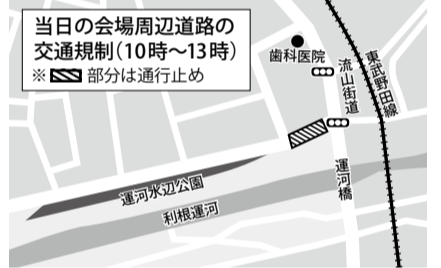 当日の会場周辺道路の
交通規制(10時〜13時)
※ 部分は通行止め
歯科医院
流山街道
東武野田線
運河水辺公園
利根運河
運河橋